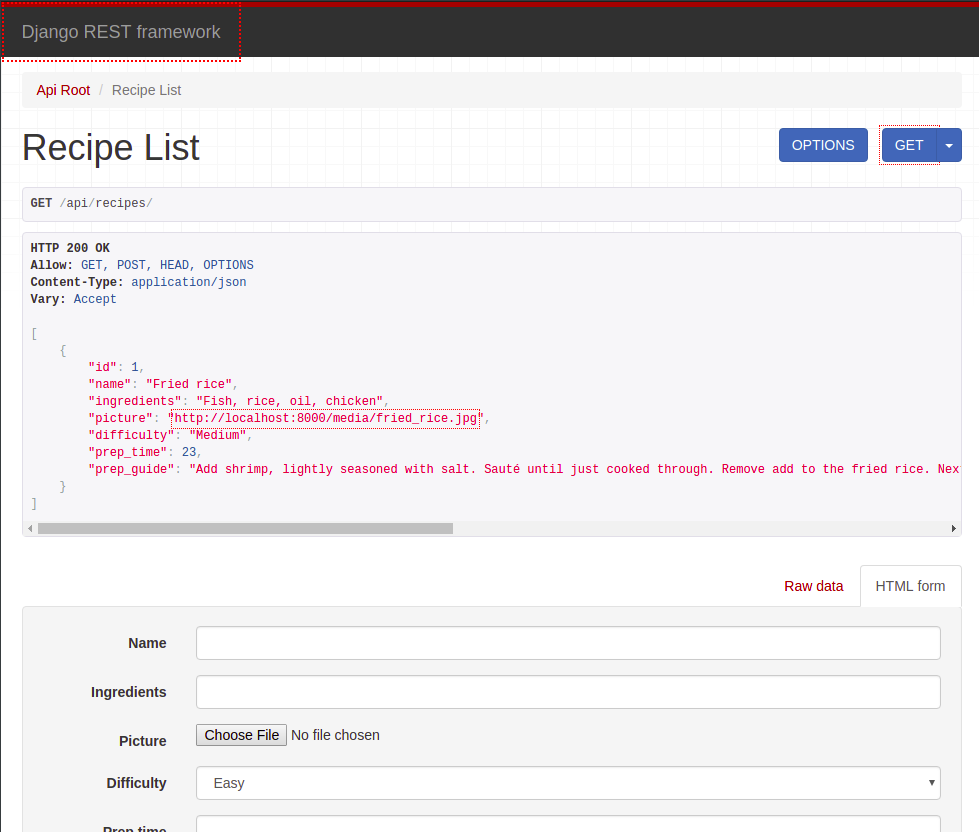 Django REST framework
Api Root / Recipe List
Recipe List
OPTIONS
GET
GET /api/recipes/
HTTP 200 OK
Allow: GET, POST, HEAD, OPTIONS
Content-Type: application/json
Vary: Accept
[
    {
        "id": 1,
        "name": "Fried rice",
        "ingredients": "Fish, rice, oil, chicken",
        "picture": "http://localhost:8000/media/fried_rice.jpg",
        "difficulty": "Medium",
        "prep_time": 23,
        "prep_guide": "Add shrimp, lightly seasoned with salt. Sauté until just cooked through. Remove add to the fried rice. Nex
    }
]
Raw data
HTML form
Name
Ingredients
Picture
Choose File No file chosen
Difficulty
Easy
Prep time